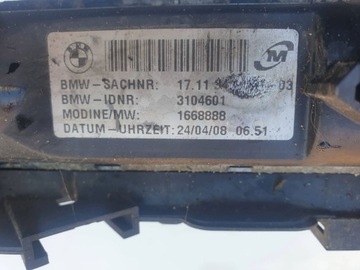 BMW-SACHNR: 17.11 03
BMW-IDNR: 3104601
MODINE/MW: 1668888
DATUM-UHRZEIT: 24/04/08 06.51